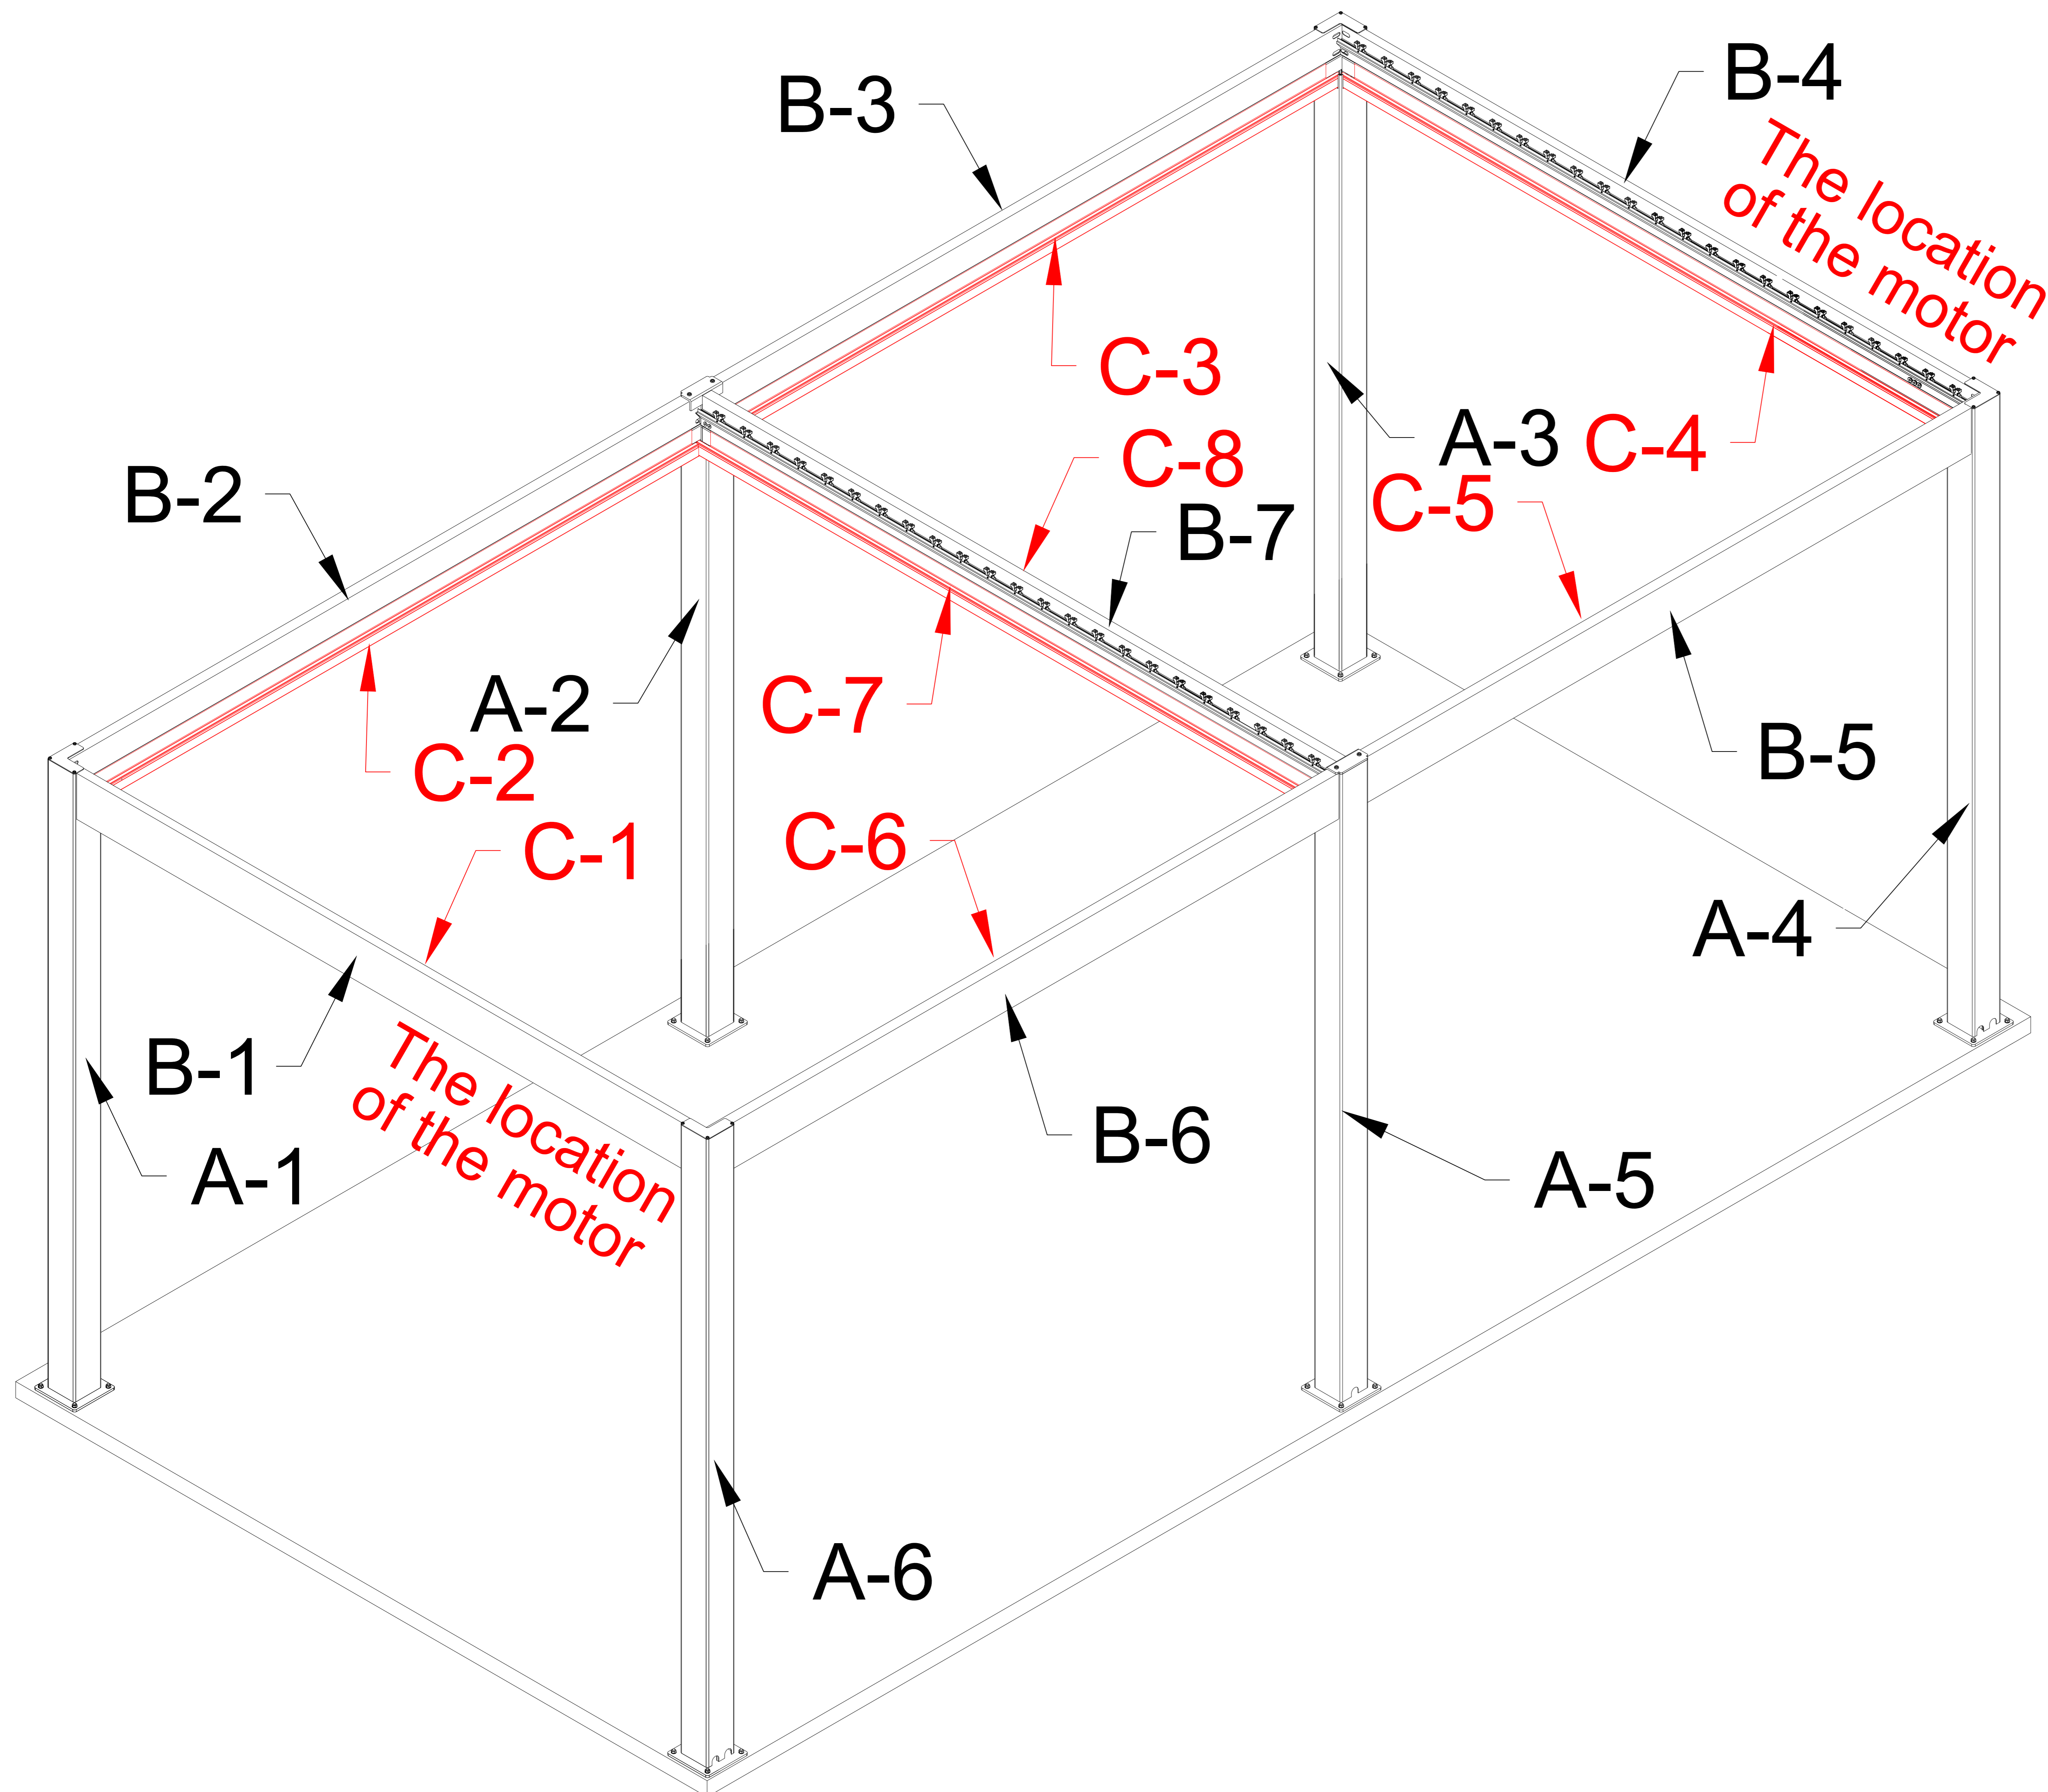 B-4
B-3
The location
of the motor
C-3
A-3
C-4
C-8
C-5
B-2
B-7
A-2
C-7
B-5
C-2
C-6
C-1
A-4
B-1
The location
of the motor
B-6
A-1
A-5
A-6